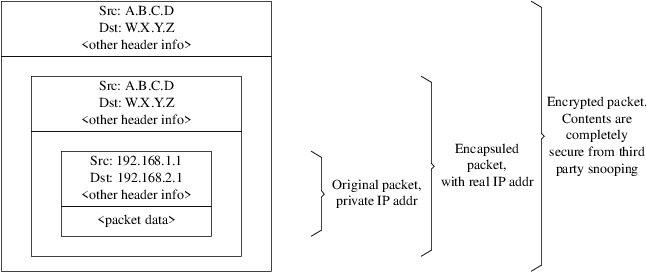 Src: A.B.C.D
Dst: W.X.Y.Z
<other header info>
Src: A.B.C.D
Dst: W.X.Y.Z
<other header info>
Src: 192.168.1.1
Dst: 192.168.2.1
<other header info>
<packet data>
Original packet,
private IP addr
Encapsuled
packet,
with real IP addr
Encrypted packet.
Contents are
completely
secure from third
party snooping